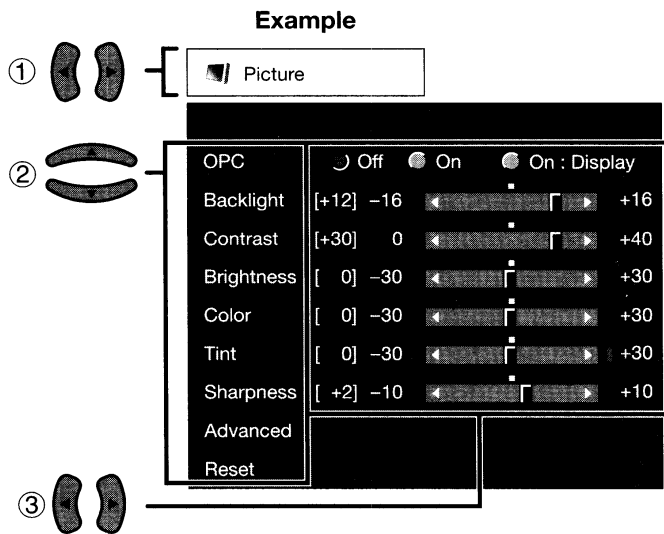 Example
① Picture
② OPC Off On On : Display
Backlight [+12] −16 +16
Contrast [+30] 0 +40
Brightness [ 0] −30 +30
Color [ 0] −30 +30
Tint [ 0] −30 +30
Sharpness [ +2] −10 +10
Advanced
Reset
③